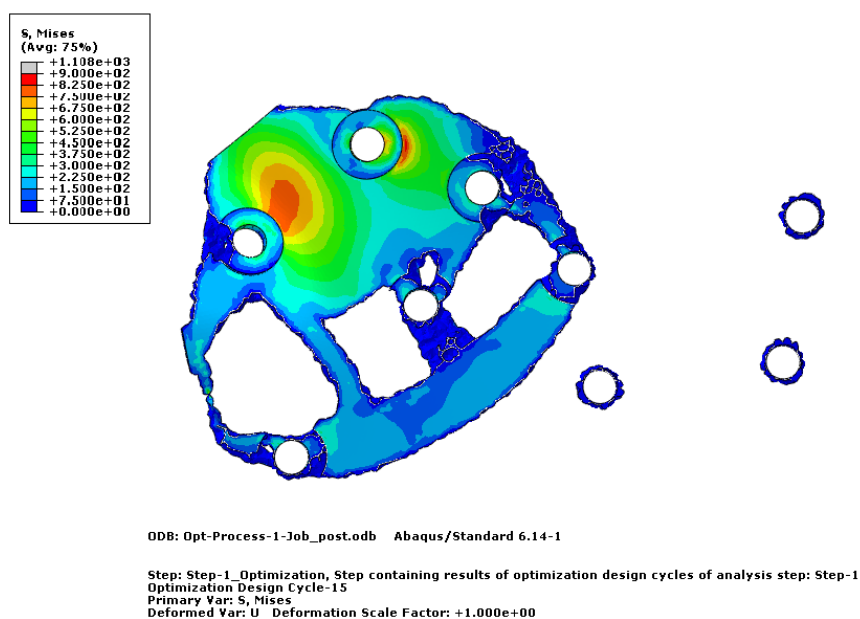 S, Mises
(Avg: 75%)
+1.108e+03
+9.000e+02
+8.250e+02
+7.500e+02
+6.750e+02
+6.000e+02
+5.250e+02
+4.500e+02
+3.750e+02
+3.000e+02
+2.250e+02
+1.500e+02
+7.500e+01
+0.000e+00
ODB: Opt-Process-1-Job_post.odb Abaqus/Standard 6.14-1
Step: Step-1_Optimization, Step containing results of optimization design cycles of analysis step: Step-1
Optimization Design Cycle-15
Primary Var: S, Mises
Deformed Var: U Deformation Scale Factor: +1.000e+00